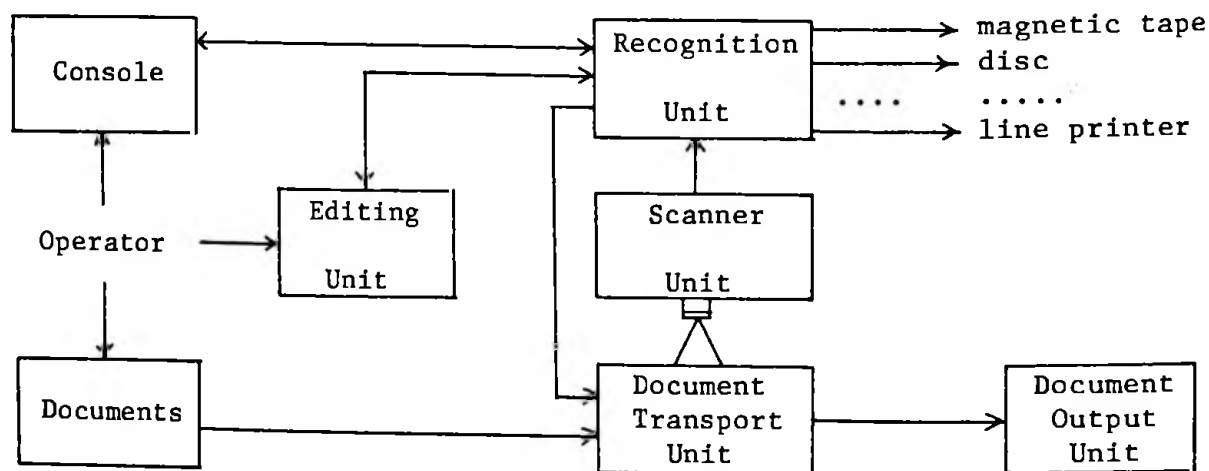 Console
Recognition
Unit
magnetic tape
disc
.... .....
line printer
Operator
Editing
Unit
Scanner
Unit
Documents
Document
Transport
Unit
Document
Output
Unit